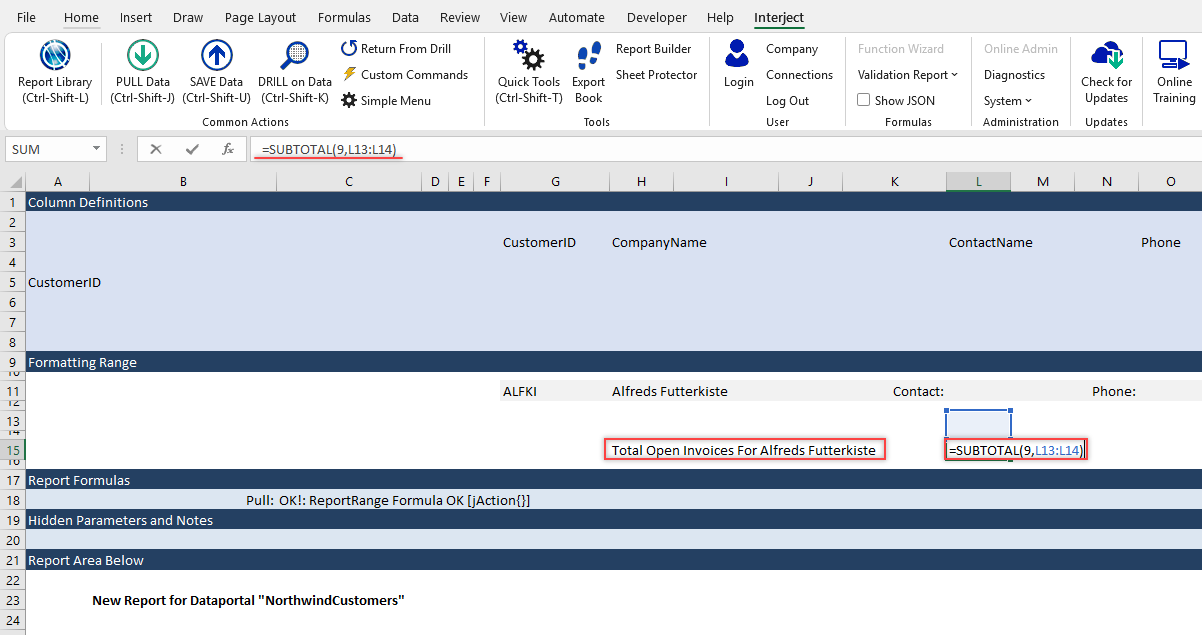 File Home Insert Draw Page Layout Formulas Data Review View Automate Developer Help Interject
Report Library
(Ctrl-Shift-L)
PULL Data
(Ctrl-Shift-J)
SAVE Data
(Ctrl-Shift-U)
DRILL on Data
(Ctrl-Shift-K)
Return From Drill
Custom Commands
Simple Menu
Common Actions
Quick Tools
(Ctrl-Shift-T)
Export
Book
Report Builder
Sheet Protector
Tools
Login
Company
Connections
Log Out
User
Function Wizard
Validation Report
Show JSON
Formulas
Online Admin
Diagnostics
System
Administration
Check for
Updates
Updates
Online
Training
SUM fx =SUBTOTAL(9,L13:L14)
A B C D E F G H I J K L M N O
1 Column Definitions
2
3 CustomerID CompanyName ContactName Phone
4
5 CustomerID
6
7
8
9 Formatting Range
10
11 ALFKI Alfreds Futterkiste Contact: Phone:
12
13
14
15 Total Open Invoices For Alfreds Futterkiste =SUBTOTAL(9,L13:L14)
16
17 Report Formulas
18 Pull: OK!: ReportRange Formula OK [jAction{}]
19 Hidden Parameters and Notes
20
21 Report Area Below
22
23 New Report for Dataportal "NorthwindCustomers"
24